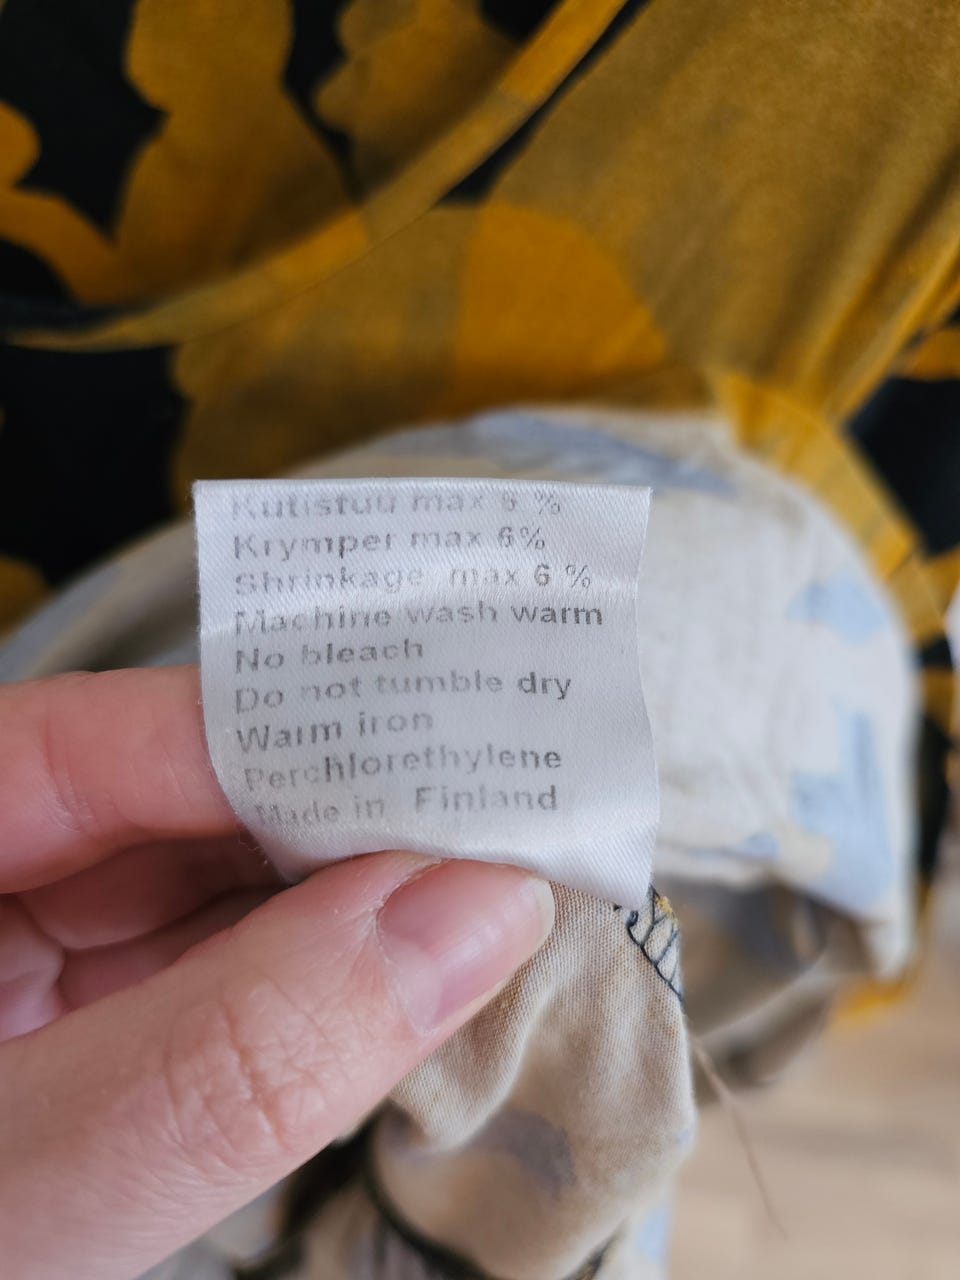 Kutistuu max 6 %
Krymper max 6%
Shrinkage max 6 %
Machine wash warm
No bleach
Do not tumble dry
Warm iron
Perchlorethylene
Made in Finland